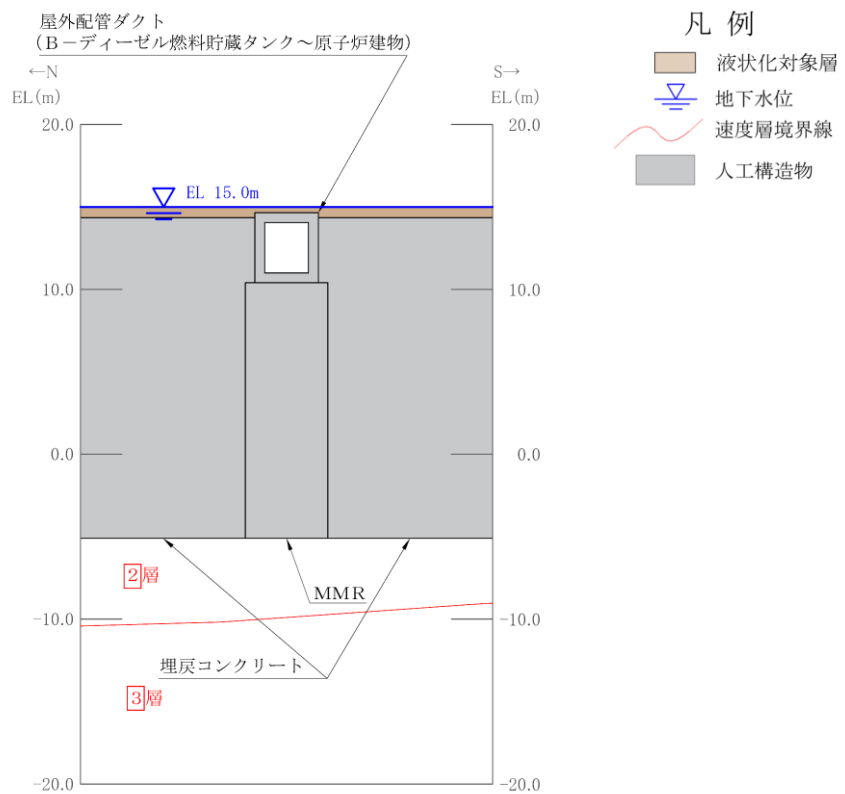 屋外配管ダクト
(B-ディーゼル燃料貯蔵タンク~原子炉建物)
凡 例
液状化対象層
地下水位
速度層境界線
人工構造物
←N
S→
EL(m)
EL(m)
20.0
20.0
EL 15.0m
10.0
10.0
0.0
0.0
2層
MMR
-10.0
-10.0
埋戻コンクリート
3層
-20.0
-20.0